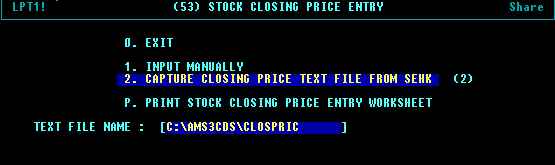 LPT1! (53) STOCK CLOSING PRICE ENTRY Share
0. EXIT
1. INPUT MANUALLY
2. CAPTURE CLOSING PRICE TEXT FILE FROM SEHK (2)
P. PRINT STOCK CLOSING PRICE ENTRY WORKSHEET
TEXT FILE NAME : [C:\AMS3CDS\CLOSPRIC ]